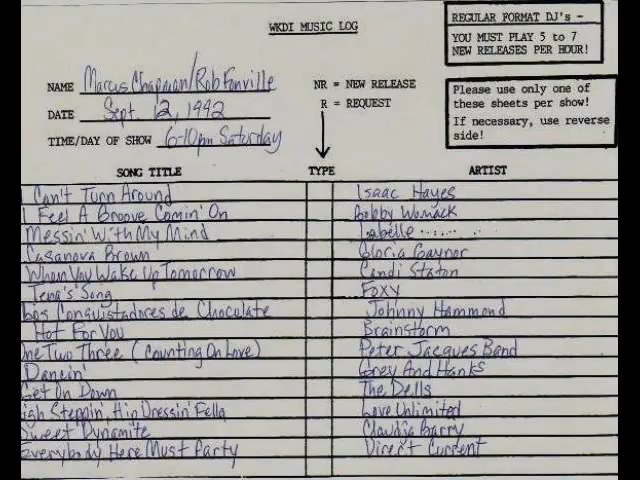 WKDI MUSIC LOG
REGULAR FORMAT DJ's -
YOU MUST PLAY 5 to 7
NEW RELEASES PER HOUR!
NAME Marcus Chapman/Rob Fonville
NR = NEW RELEASE
DATE Sept. 12, 1992
R = REQUEST
TIME/DAY OF SHOW 6-10pm Saturday
Please use only one of
these sheets per show!
If necessary, use reverse
side!
SONG TITLE TYPE ARTIST
I Can't Turn Around Isaac Hayes
I Feel A Groove Comin' On Bobby Womack
Messin' With My Mind Labelle
Casanova Brown Gloria Gaynor
When You Wake Up Tomorrow Candi Staton
Tena's Song Foxy
Los Conquistadores de Chocolate Johnny Hammond
Hot For You Brainstorm
One Two Three (Counting On Love) Peter Jacques Band
Dancin' Grey And Hanks
Get On Down The Dells
igh Steppin', Hip Dressin' Fella Love Unlimited
Sweet Dynamite Claudja Barry
Everybody Here Must Party Direct Current